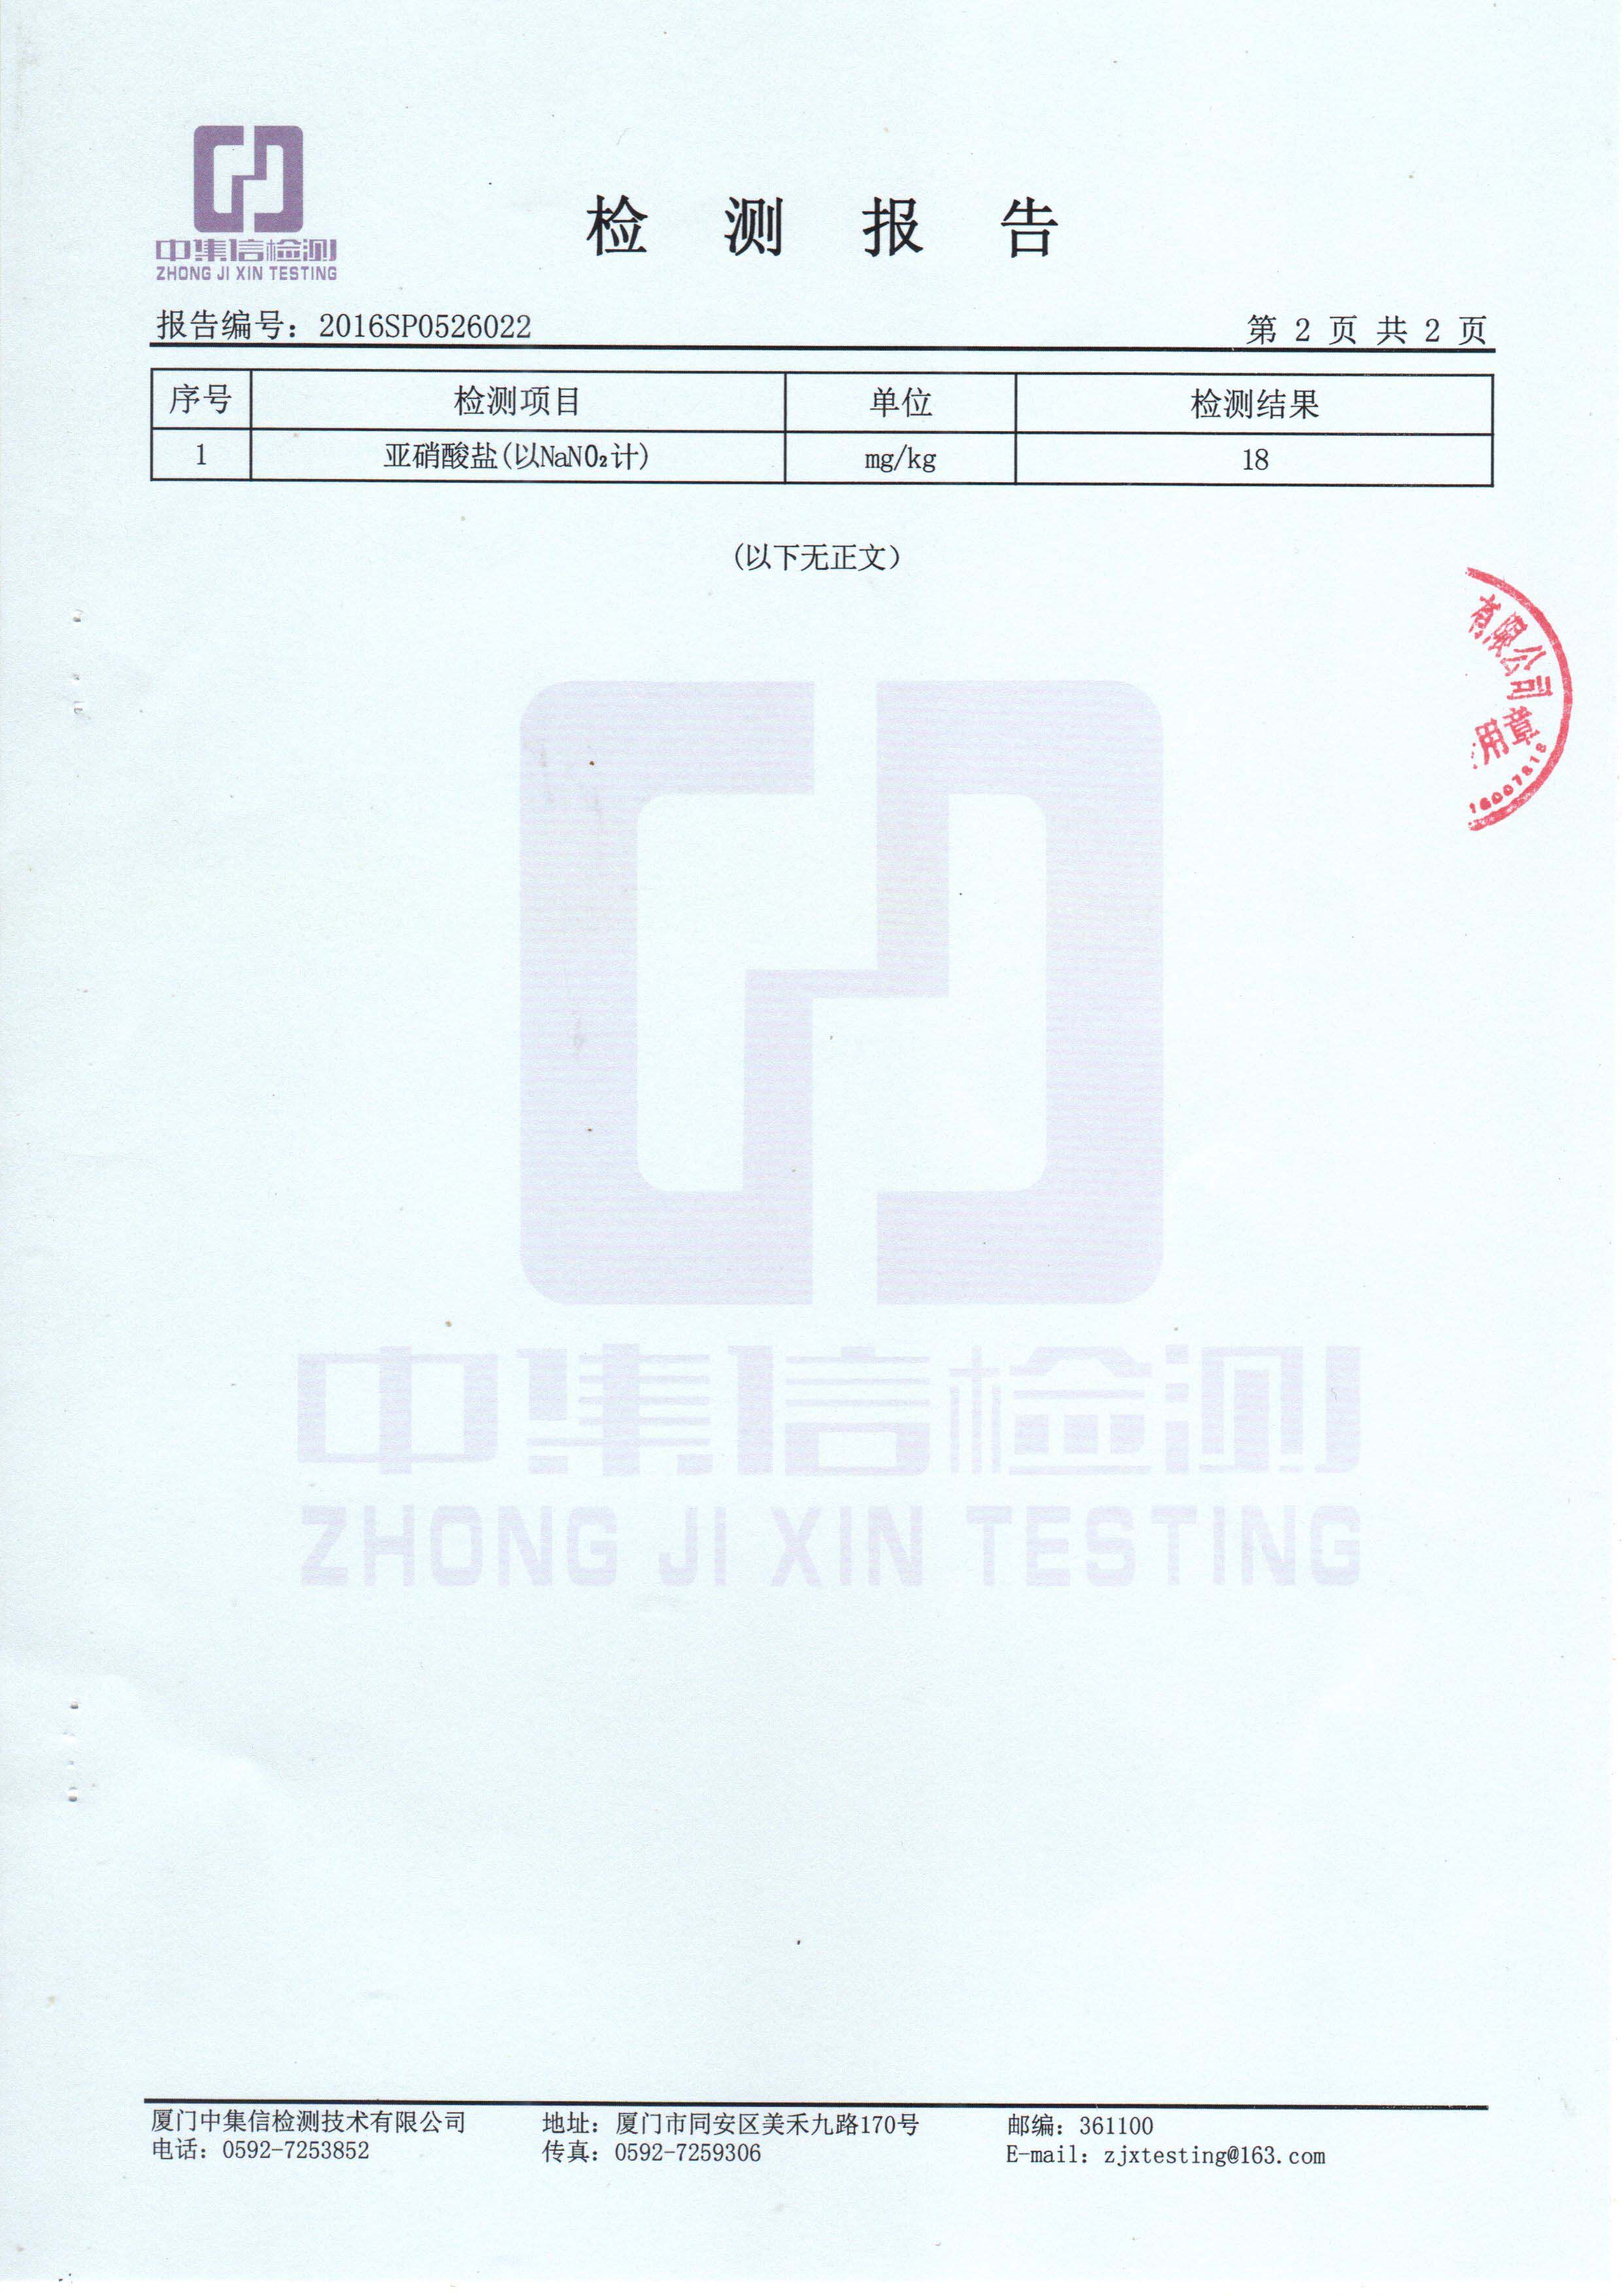 中集信检测
ZHONG JI XIN TESTING
检测报告
报告编号：2016SP0526022
第 2 页 共 2 页
序号 检测项目 单位 检测结果
1 亚硝酸盐(以NaNO₂计) mg/kg 18
(以下无正文)
有限公司
用章
16007818
中集信检测
ZHONG JI XIN TESTING
厦门中集信检测技术有限公司 地址：厦门市同安区美禾九路170号 邮编：361100
电话：0592-7253852 传真：0592-7259306 E-mail：zjxtesting@163.com